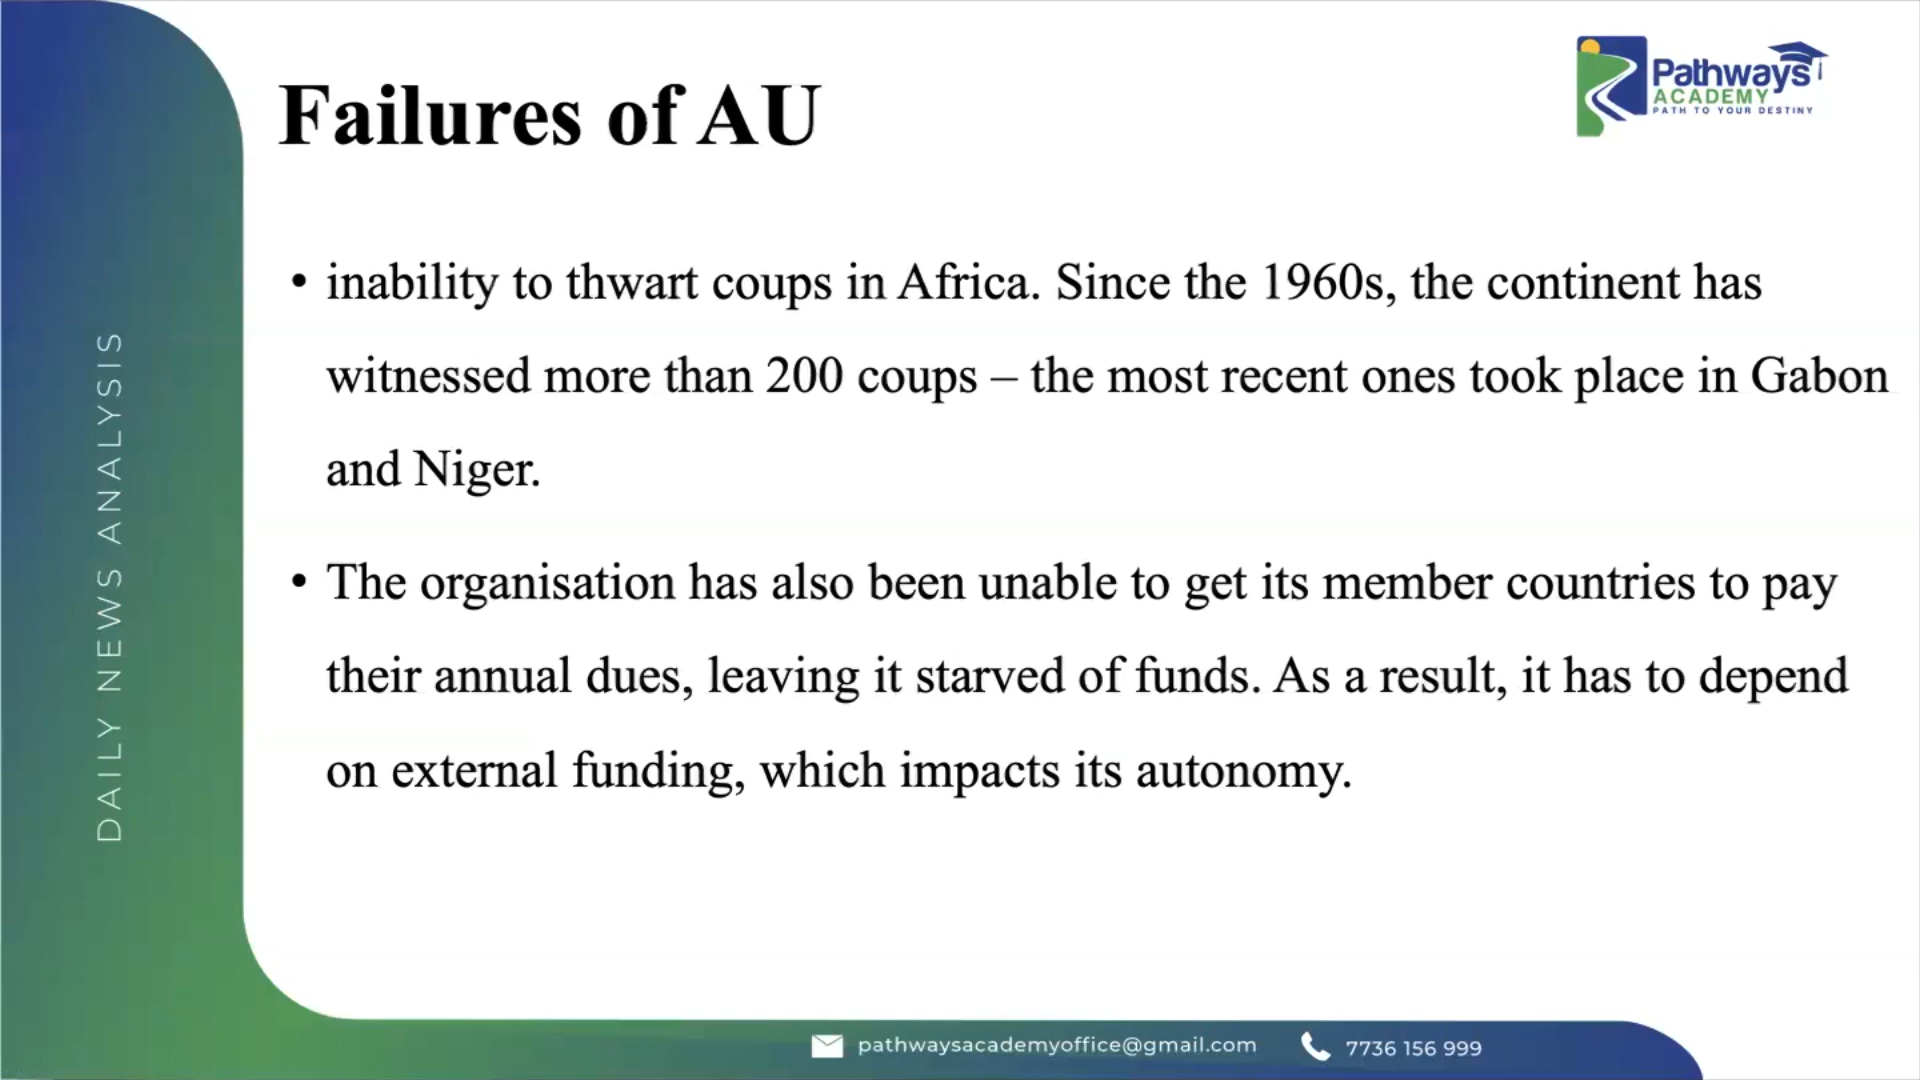 Failures of AU
Pathways
ACADEMY
PATH TO YOUR DESTINY
• inability to thwart coups in Africa. Since the 1960s, the continent has
witnessed more than 200 coups – the most recent ones took place in Gabon
and Niger.
• The organisation has also been unable to get its member countries to pay
their annual dues, leaving it starved of funds. As a result, it has to depend
on external funding, which impacts its autonomy.
DAILY NEWS ANALYSIS
pathwaysacademyoffice@gmail.com
7736 156 999